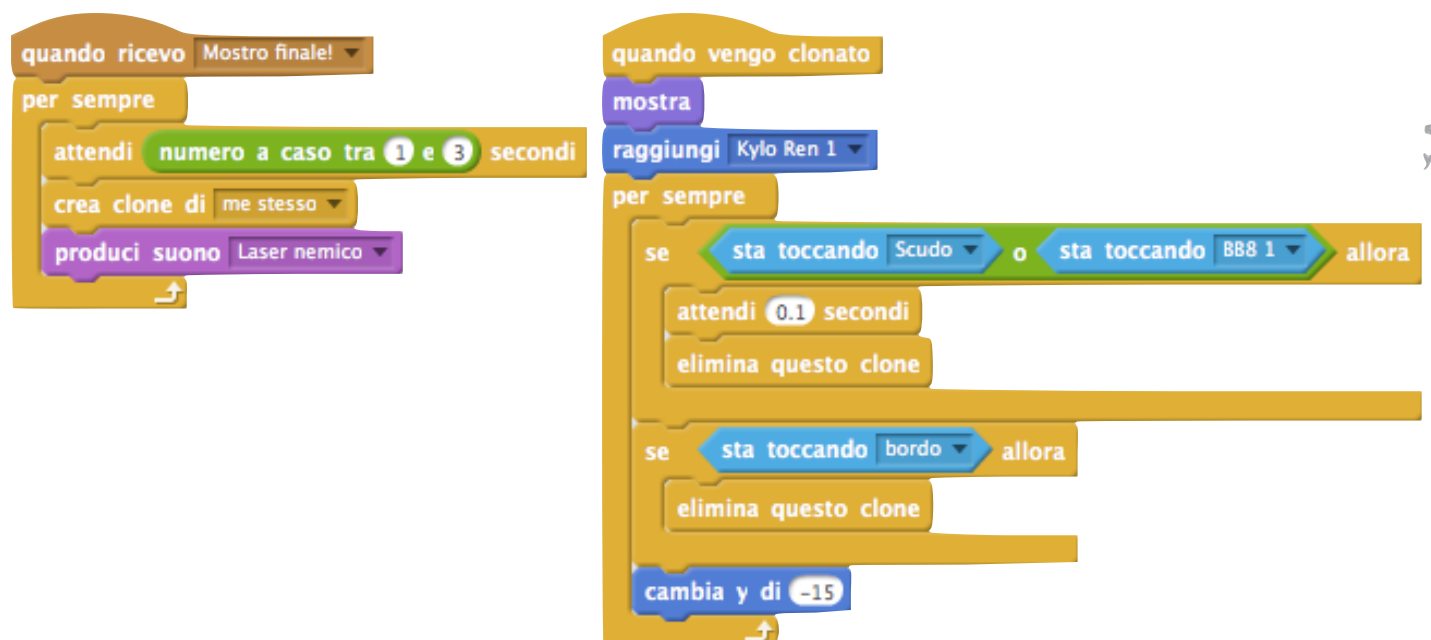 quando ricevo Mostro finale!
per sempre
attendi numero a caso tra 1 e 3 secondi
crea clone di me stesso
produci suono Laser nemico
quando vengo clonato
mostra
raggiungi Kylo Ren 1
per sempre
se sta toccando Scudo o sta toccando BB8 1 allora
attendi 0.1 secondi
elimina questo clone
se sta toccando bordo allora
elimina questo clone
cambia y di -15